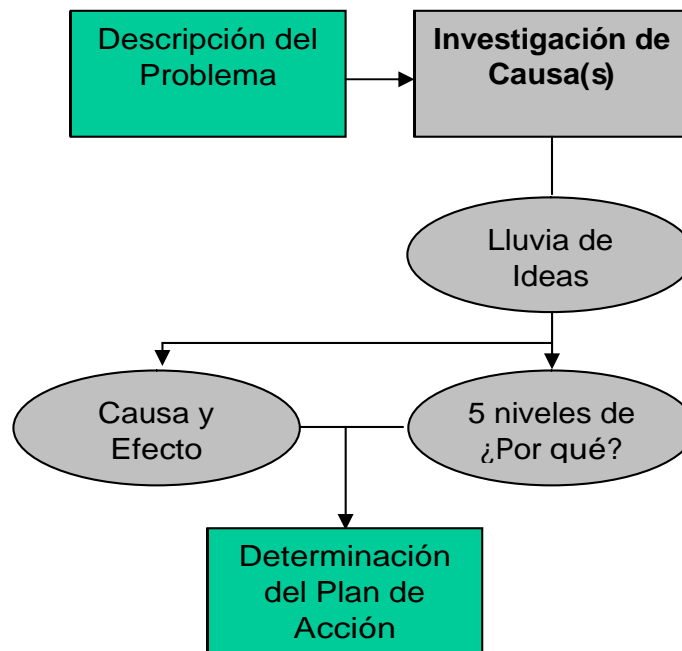 Descripción del
Problema
Investigación de
Causa(s)
Lluvia de
Ideas
Causa y
Efecto
5 niveles de
¿Por qué?
Determinación
del Plan de
Acción